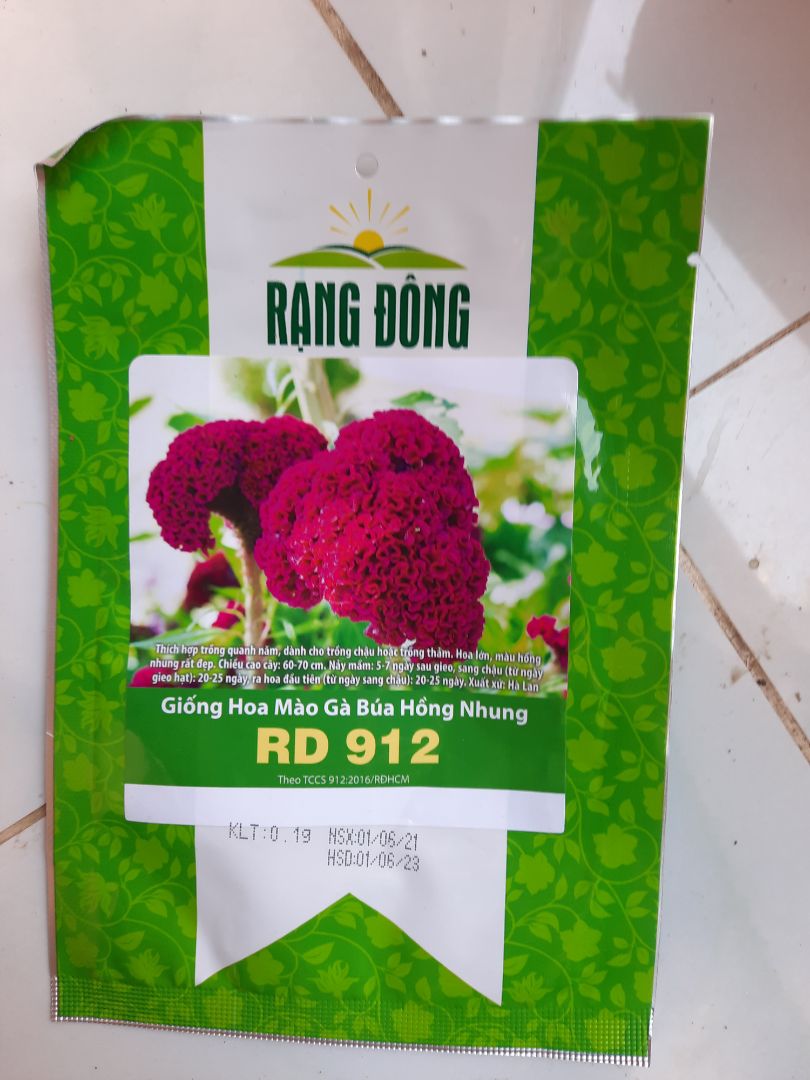 RẠNG ĐÔNG
Thích hợp trồng quanh năm, dành cho trồng chậu hoặc trồng thảm. Hoa lớn, màu hồng
nhung rất đẹp. Chiều cao cây: 60-70 cm. Nảy mầm: 5-7 ngày sau gieo, sang chậu (từ ngày
gieo hạt): 20-25 ngày, ra hoa đầu tiên (từ ngày sang chậu): 20-25 ngày. Xuất xứ: Hà Lan
Giống Hoa Mào Gà Búa Hồng Nhung
RD 912
Theo TCCS 912:2016/RĐHCM
KLT:0.1g NSX:01/06/21
HSD:01/06/23